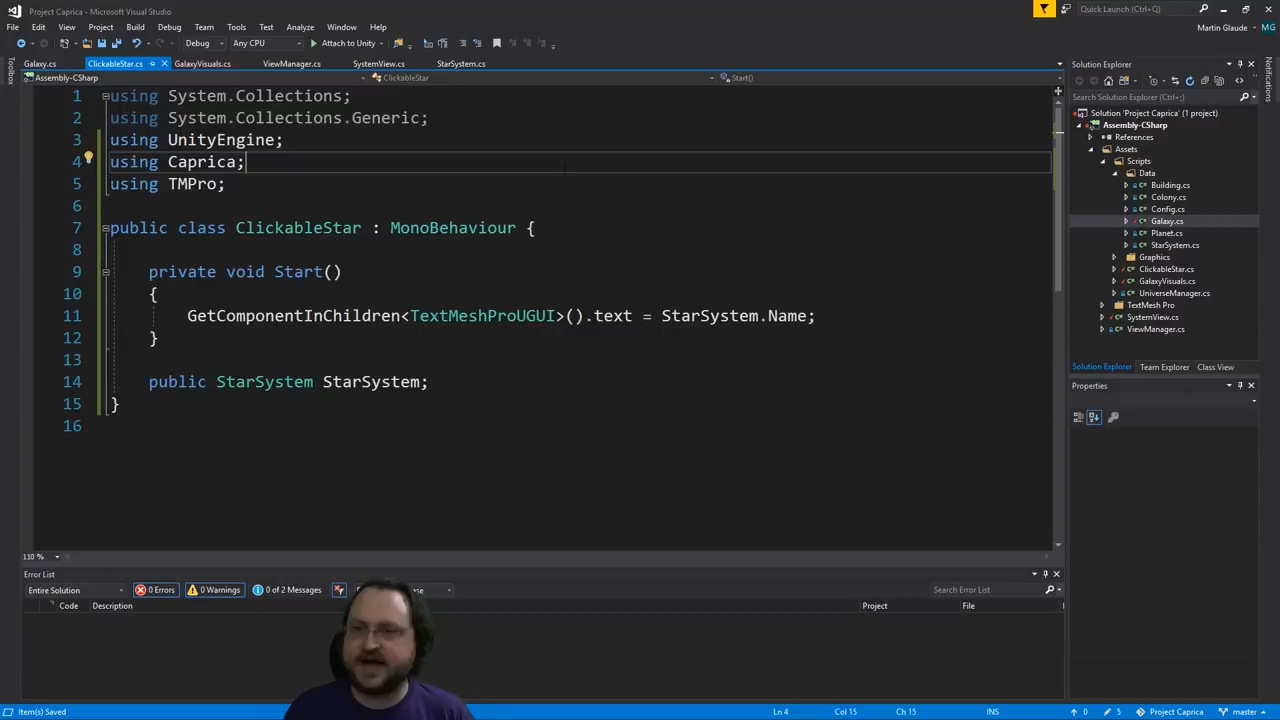 Project Caprica - Microsoft Visual Studio
Quick Launch (Ctrl+Q)
File Edit View Project Build Debug Team Tools Test Analyze Window Help
Martin Glaude MG
Debug Any CPU Attach to Unity
Toolbox
Galaxy.cs ClickableStar.cs GalaxyVisuals.cs ViewManager.cs SystemView.cs StarSystem.cs
Assembly-CSharp ClickableStar Start()
1 using System.Collections;
2 using System.Collections.Generic;
3 using UnityEngine;
4 using Caprica;
5 using TMPro;
6
7 public class ClickableStar : MonoBehaviour {
8
9 private void Start()
10 {
11 GetComponentInChildren<TextMeshProUGUI>().text = StarSystem.Name;
12 }
13
14 public StarSystem StarSystem;
15 }
16
110 %
Solution Explorer
Notifications
Search Solution Explorer (Ctrl+;)
Solution 'Project Caprica' (1 project)
Assembly-CSharp
References
Assets
Scripts
Data
Building.cs
Colony.cs
Config.cs
Galaxy.cs
Planet.cs
StarSystem.cs
Graphics
ClickableStar.cs
GalaxyVisuals.cs
UniverseManager.cs
TextMesh Pro
SystemView.cs
ViewManager.cs
Solution Explorer Team Explorer Class View
Properties
Error List
Entire Solution 0 Errors 0 Warnings 0 of 2 Messages
Search Error List
Code Description Project File
Item(s) Saved Ln 4 Col 15 Ch 15 INS 0 5 Project Caprica master